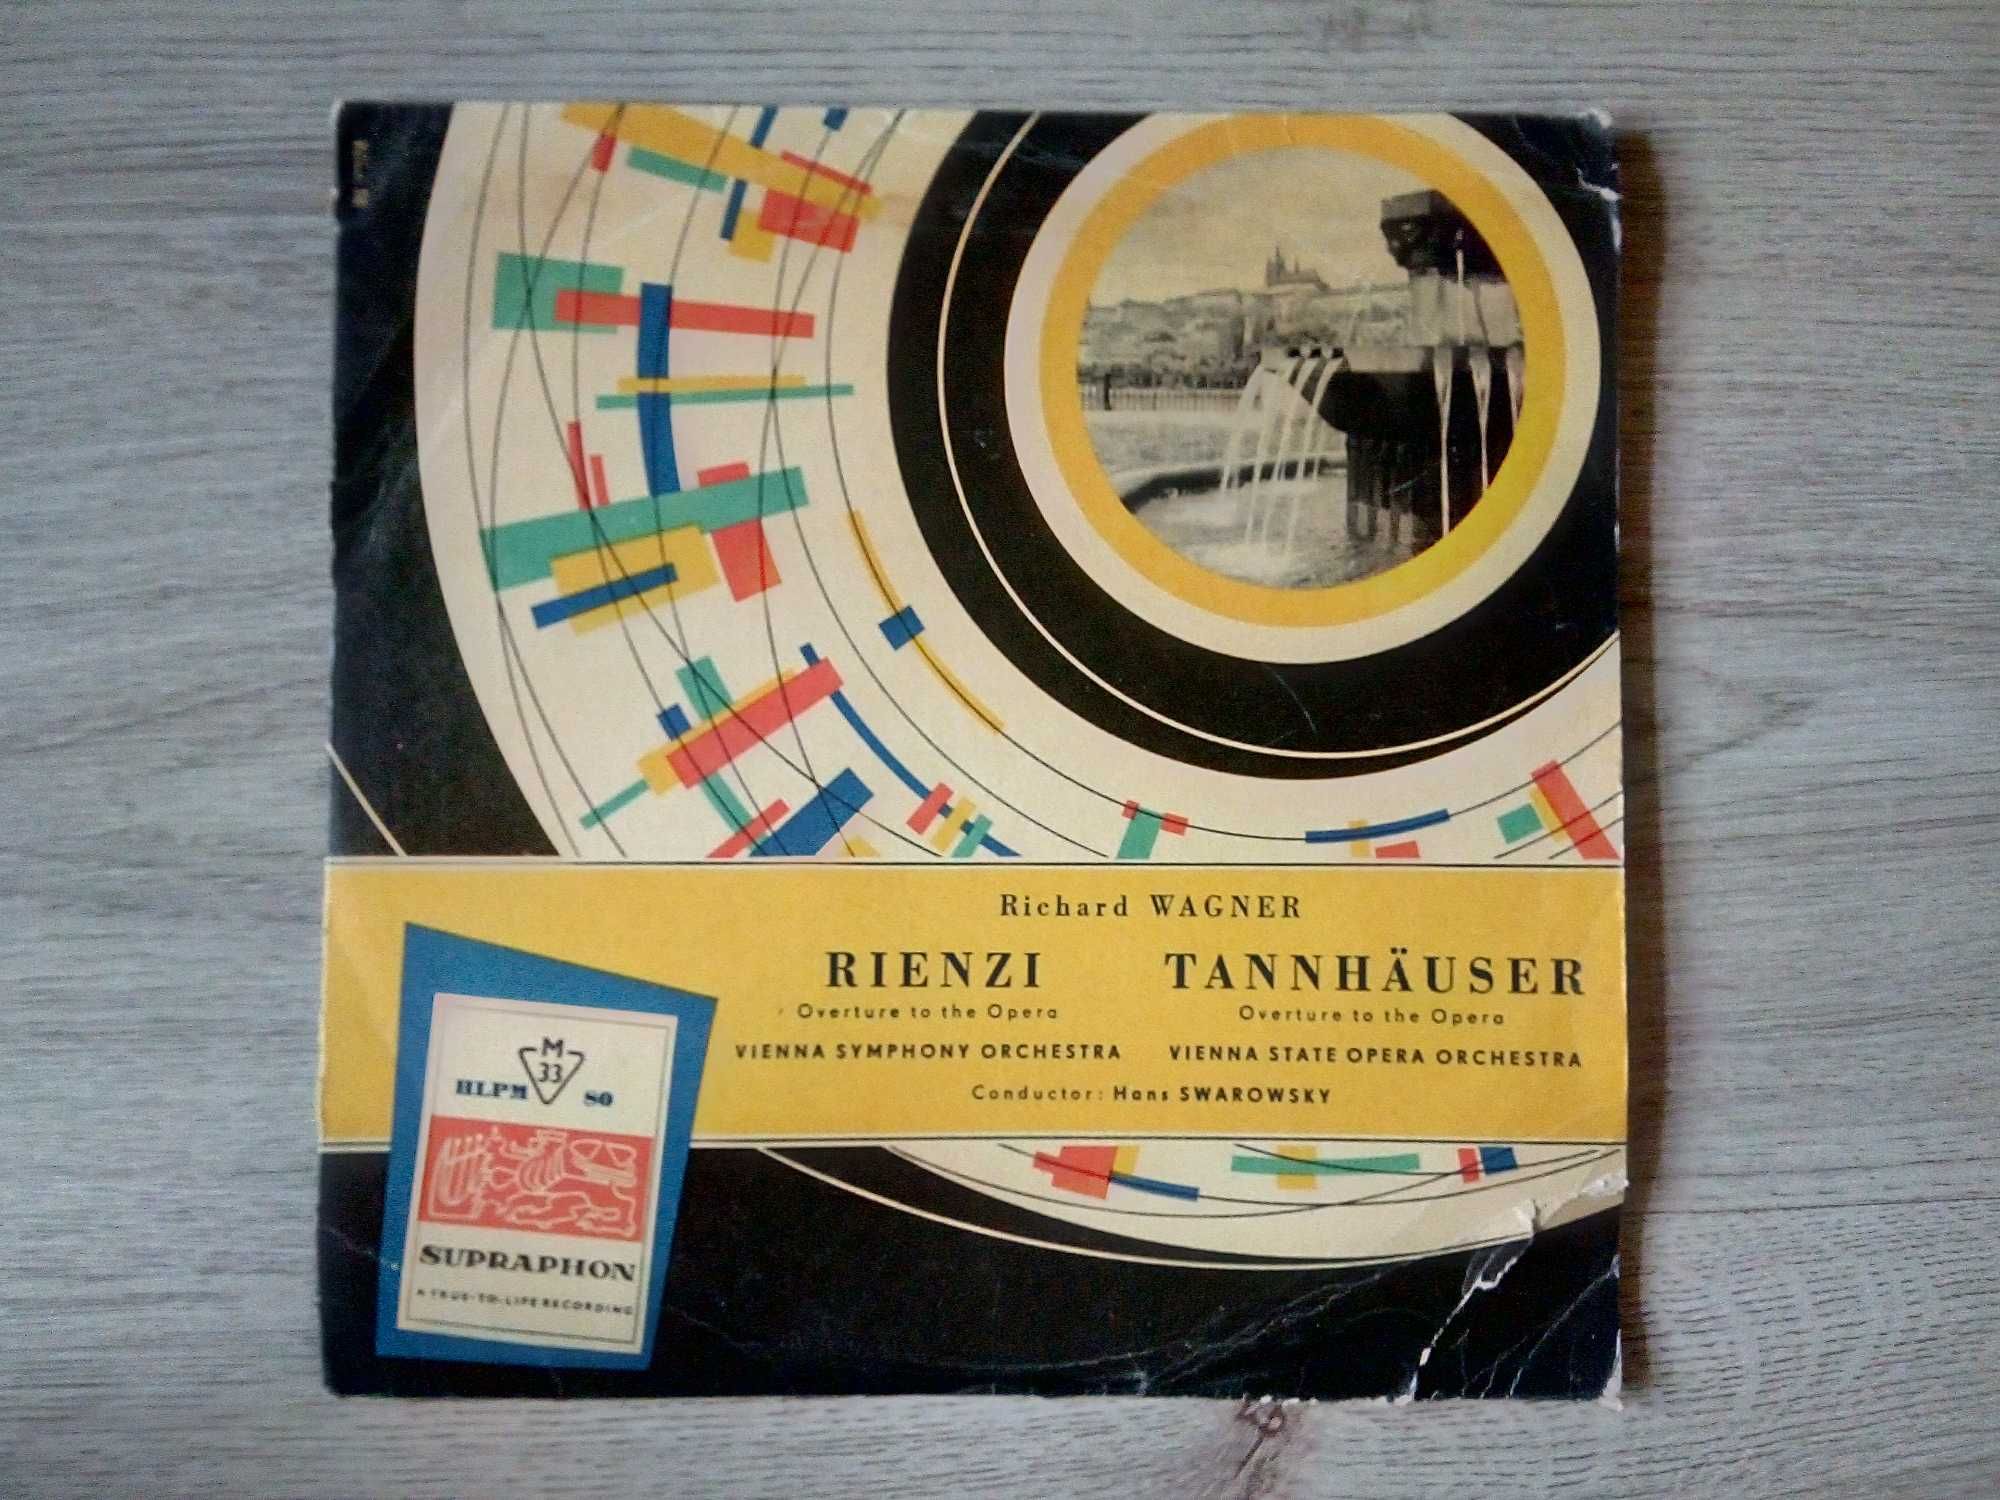 Richard WAGNER
RIENZI
Overture to the Opera
VIENNA SYMPHONY ORCHESTRA
TANNHÄUSER
Overture to the Opera
VIENNA STATE OPERA ORCHESTRA
Conductor: Hans SWAROWSKY
M
33
HLPM 80
SUPRAPHON
A TRUE-TO-LIFE RECORDING